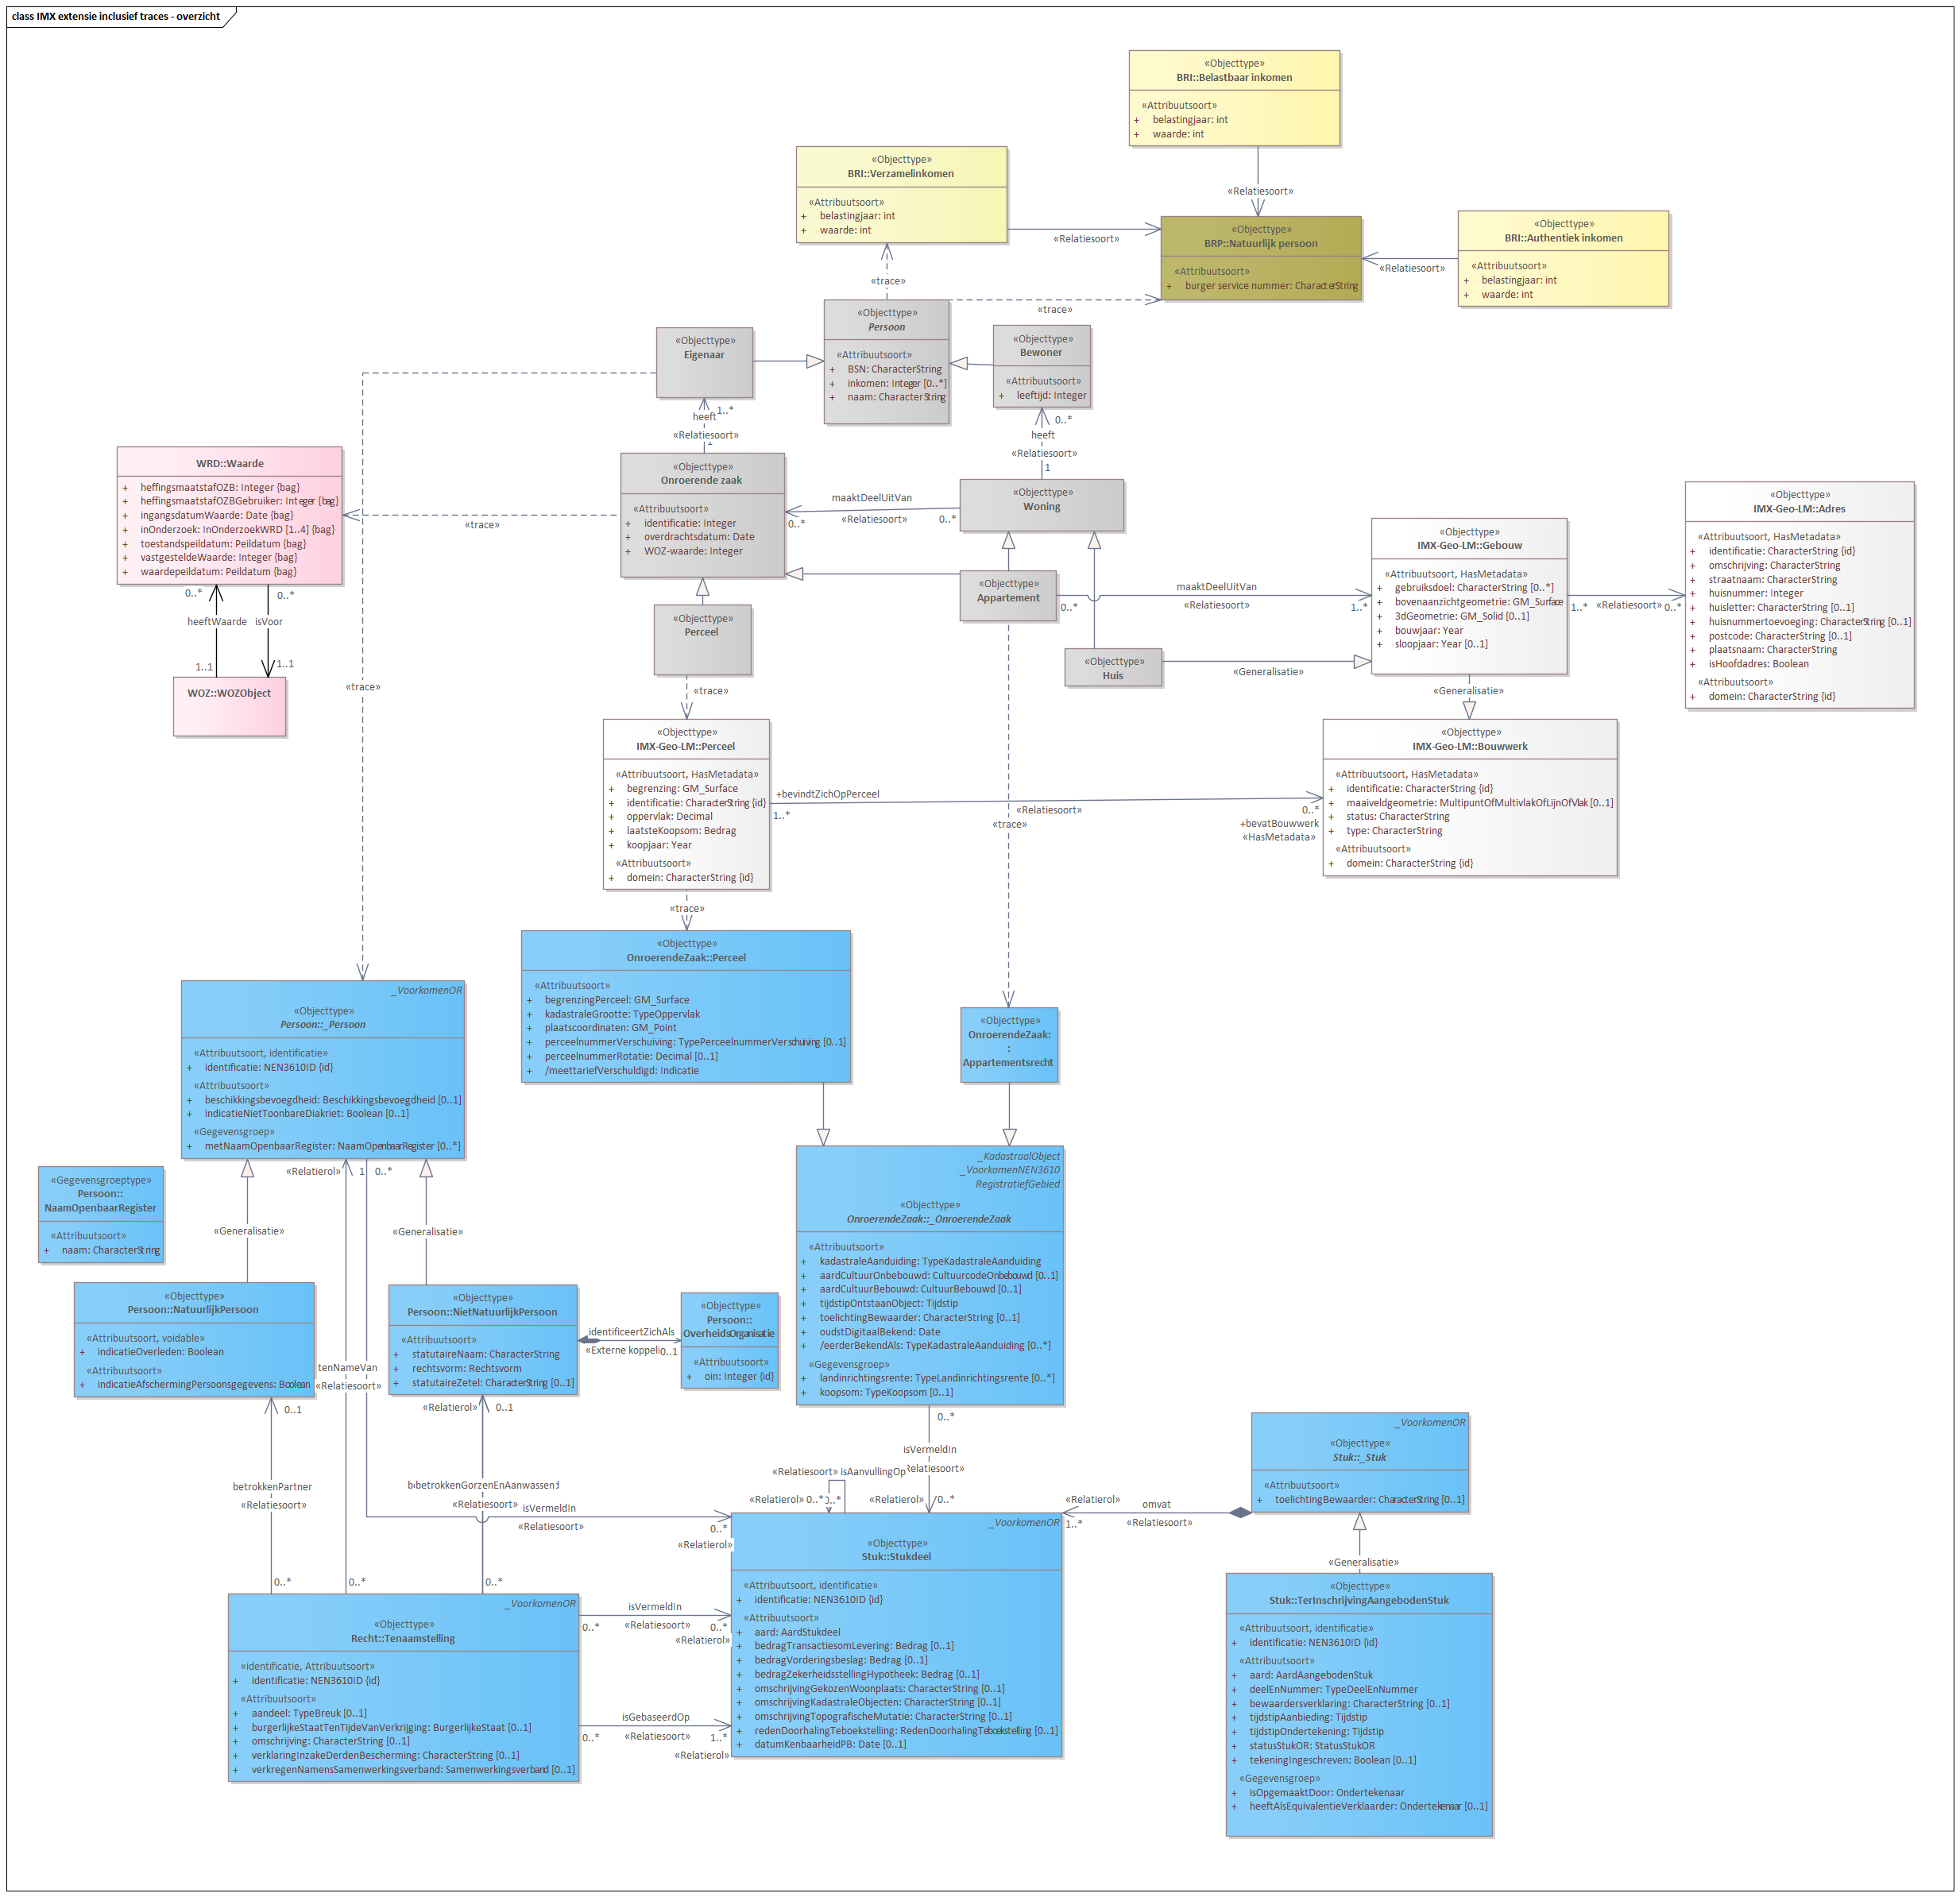 class IMX extensie inclusief traces - overzicht
«Objecttype»
BRI::Belastbaar inkomen
«Attribuutsoort»
+ belastingjaar: int
+ waarde: int
«Relatiesoort»
«Objecttype»
BRI::Verzamelinkomen
«Attribuutsoort»
+ belastingjaar: int
+ waarde: int
«Relatiesoort»
«Objecttype»
BRP::Natuurlijk persoon
«Attribuutsoort»
+ burger service nummer: CharacterString
«Objecttype»
BRI::Authentiek inkomen
«Attribuutsoort»
+ belastingjaar: int
+ waarde: int
«Relatiesoort»
«trace»
«trace»
«Objecttype»
Persoon
«Attribuutsoort»
+ BSN: CharacterString
+ inkomen: Integer [0..*]
+ naam: CharacterString
«Objecttype»
Eigenaar
«Objecttype»
Bewoner
«Attribuutsoort»
+ leeftijd: Integer
1..*
heeft
«Relatiesoort»
1
0..*
heeft
«Relatiesoort»
1
«Objecttype»
Onroerende zaak
«Attribuutsoort»
+ identificatie: Integer
+ overdrachtsdatum: Date
+ WOZ-waarde: Integer
maaktDeelUitVan
0..*
«Relatiesoort»
0..*
«Objecttype»
Woning
WRD::Waarde
+ heffingsmaatstafOZB: Integer {bag}
+ heffingsmaatstafOZBGebruiker: Integer {bag}
+ ingangsdatumWaarde: Date {bag}
+ inOnderzoek: InOnderzoekWRD [1..4] {bag}
+ toestandspeildatum: Peildatum {bag}
+ vastgesteldeWaarde: Integer {bag}
+ waardepeildatum: Peildatum {bag}
«trace»
0..*
0..*
heeftWaarde
isVoor
1..1
1..1
WOZ::WOZObject
«trace»
«Objecttype»
Appartement
0..*
maaktDeelUitVan
«Relatiesoort»
1..*
«Objecttype»
IMX-Geo-LM::Gebouw
«Attribuutsoort, HasMetadata»
+ gebruiksdoel: CharacterString [0..*]
+ bovenaanzichtgeometrie: GM_Surface
+ 3dGeometrie: GM_Solid [0..1]
+ bouwjaar: Year
+ sloopjaar: Year [0..1]
1..*
«Relatiesoort»
0..*
«Objecttype»
IMX-Geo-LM::Adres
«Attribuutsoort, HasMetadata»
+ identificatie: CharacterString {id}
+ omschrijving: CharacterString
+ straatnaam: CharacterString
+ huisnummer: Integer
+ huisletter: CharacterString [0..1]
+ huisnummertoevoeging: CharacterString [0..1]
+ postcode: CharacterString [0..1]
+ plaatsnaam: CharacterString
+ isHoofdadres: Boolean
«Attribuutsoort»
+ domein: CharacterString {id}
«Objecttype»
Perceel
«Objecttype»
Huis
«Generalisatie»
«Generalisatie»
«trace»
«Objecttype»
IMX-Geo-LM::Perceel
«Attribuutsoort, HasMetadata»
+ begrenzing: GM_Surface
+ identificatie: CharacterString {id}
+ oppervlak: Decimal
+ laatsteKoopsom: Bedrag
+ koopjaar: Year
«Attribuutsoort»
+ domein: CharacterString {id}
+bevindtZichOpPerceel
1..*
«Relatiesoort»
0..*
+bevatBouwwerk
«HasMetadata»
«trace»
«Objecttype»
IMX-Geo-LM::Bouwwerk
«Attribuutsoort, HasMetadata»
+ identificatie: CharacterString {id}
+ maaiveldgeometrie: MultipuntOfMultivlakOfLijnOfVlak [0..1]
+ status: CharacterString
+ type: CharacterString
«Attribuutsoort»
+ domein: CharacterString {id}
«trace»
«Objecttype»
OnroerendeZaak::Perceel
«Attribuutsoort»
+ begrenzingPerceel: GM_Surface
+ kadastraleGrootte: TypeOppervlak
+ plaatscoordinaten: GM_Point
+ perceelnummerVerschuiving: TypePerceelnummerVerschuiving [0..1]
+ perceelnummerRotatie: Decimal [0..1]
+ /meettariefVerschuldigd: Indicatie
«Objecttype»
OnroerendeZaak:
:
Appartementsrecht
_VoorkomenOR
«Objecttype»
Persoon::_Persoon
«Attribuutsoort, identificatie»
+ identificatie: NEN3610ID {id}
«Attribuutsoort»
+ beschikkingsbevoegdheid: Beschikkingsbevoegdheid [0..1]
+ indicatieNietToonbareDiakriet: Boolean [0..1]
«Gegevensgroep»
+ metNaamOpenbaarRegister: NaamOpenbaarRegister [0..*]
«Relatierol»
1
0..*
«Gegevensgroeptype»
Persoon::
NaamOpenbaarRegister
«Attribuutsoort»
+ naam: CharacterString
«Generalisatie»
«Generalisatie»
_KadastraalObject
_VoorkomenNEN3610
RegistratiefGebied
«Objecttype»
OnroerendeZaak::_OnroerendeZaak
«Attribuutsoort»
+ kadastraleAanduiding: TypeKadastraleAanduiding
+ aardCultuurOnbebouwd: CultuurcodeOnbebouwd [0..1]
+ aardCultuurBebouwd: CultuurBebouwd [0..1]
+ tijdstipOntstaanObject: Tijdstip
+ toelichtingBewaarder: CharacterString [0..1]
+ oudstDigitaalBekend: Date
+ /eerderBekendAls: TypeKadastraleAanduiding [0..*]
«Gegevensgroep»
+ landinrichtingsrente: TypeLandinrichtingsrente [0..*]
+ koopsom: TypeKoopsom [0..1]
«Objecttype»
Persoon::NatuurlijkPersoon
«Attribuutsoort, voidable»
+ indicatieOverleden: Boolean
«Attribuutsoort»
+ indicatieAfschermingPersoonsgegevens: Boolean
«Objecttype»
Persoon::NietNatuurlijkPersoon
«Attribuutsoort»
+ statutaireNaam: CharacterString
+ rechtsvorm: Rechtsvorm
+ statutaireZetel: CharacterString [0..1]
identificeertZichAls
«Externe koppeli
0..1
«Objecttype»
Persoon::
OverheidsOrganisatie
«Attribuutsoort»
+ oin: Integer {id}
tenNameVan
«Relatiesoort»
0..1
«Relatierol»
0..1
betrokkenPartner
«Relatiesoort»
betrokkenGorzenEnAanwassen
«Relatiesoort»
isVermeldIn
«Relatiesoort»
0..*
«Relatierol»
0..*
isVermeldIn
Relatiesoort»
«Relatierol»
0..*
«Relatiesoort»
isAanvullingOp
«Relatierol»
0..*
_VoorkomenOR
«Objecttype»
Stuk::_Stuk
«Attribuutsoort»
+ toelichtingBewaarder: CharacterString [0..1]
«Relatierol»
1..*
omvat
«Relatiesoort»
«Generalisatie»
_VoorkomenOR
«Objecttype»
Stuk::Stukdeel
«Attribuutsoort, identificatie»
+ identificatie: NEN3610ID {id}
«Attribuutsoort»
+ aard: AardStukdeel
+ bedragTransactiesomLevering: Bedrag [0..1]
+ bedragVorderingsbeslag: Bedrag [0..1]
+ bedragZekerheidsstellingHypotheek: Bedrag [0..1]
+ omschrijvingGekozenWoonplaats: CharacterString [0..1]
+ omschrijvingKadastraleObjecten: CharacterString [0..1]
+ omschrijvingTopografischeMutatie: CharacterString [0..1]
+ redenDoorhalingTeboekstelling: RedenDoorhalingTeboekstelling [0..1]
+ datumKenbaarheidPB: Date [0..1]
0..*
0..*
0..*
_VoorkomenOR
«Objecttype»
Recht::Tenaamstelling
«identificatie, Attribuutsoort»
+ identificatie: NEN3610ID {id}
«Attribuutsoort»
+ aandeel: TypeBreuk [0..1]
+ burgerlijkeStaatTenTijdeVanVerkrijging: BurgerlijkeStaat [0..1]
+ omschrijving: CharacterString [0..1]
+ verklaringInzakeDerdenBescherming: CharacterString [0..1]
+ verkregenNamensSamenwerkingsverband: Samenwerkingsverband [0..1]
isVermeldIn
0..*
«Relatiesoort»
0..*
«Relatierol»
isGebaseerdOp
0..*
«Relatiesoort»
1..*
«Relatierol»
«Objecttype»
Stuk::TerInschrijvingAangebodenStuk
«Attribuutsoort, identificatie»
+ identificatie: NEN3610ID {id}
«Attribuutsoort»
+ aard: AardAangebodenStuk
+ deelEnNummer: TypeDeelEnNummer
+ bewaardersverklaring: CharacterString [0..1]
+ tijdstipAanbieding: Tijdstip
+ tijdstipOndertekening: Tijdstip
+ statusStukOR: StatusStukOR
+ tekeningIngeschreven: Boolean [0..1]
«Gegevensgroep»
+ isOpgemaaktDoor: Ondertekenaar
+ heeftAlsEquivalentieVerklaarder: Ondertekenaar [0..1]